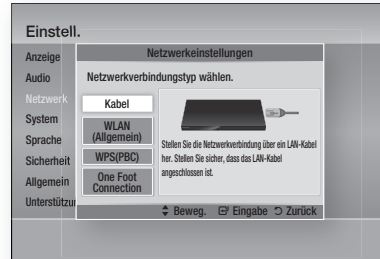 Einstell.
Anzeige
Audio
Netzwerk
System
Sprache
Sicherheit
Allgemein
Unterstützu
Netzwerkeinstellungen
Netzwerkverbindungstyp wählen.
Kabel
WLAN
(Allgemein)
WPS(PBC)
One Foot
Connection
Stellen Sie die Netzwerkverbindung über ein LAN-Kabel
her. Stellen Sie sicher, dass das LAN-Kabel
angeschlossen ist.
Beweg. Eingabe Zurück